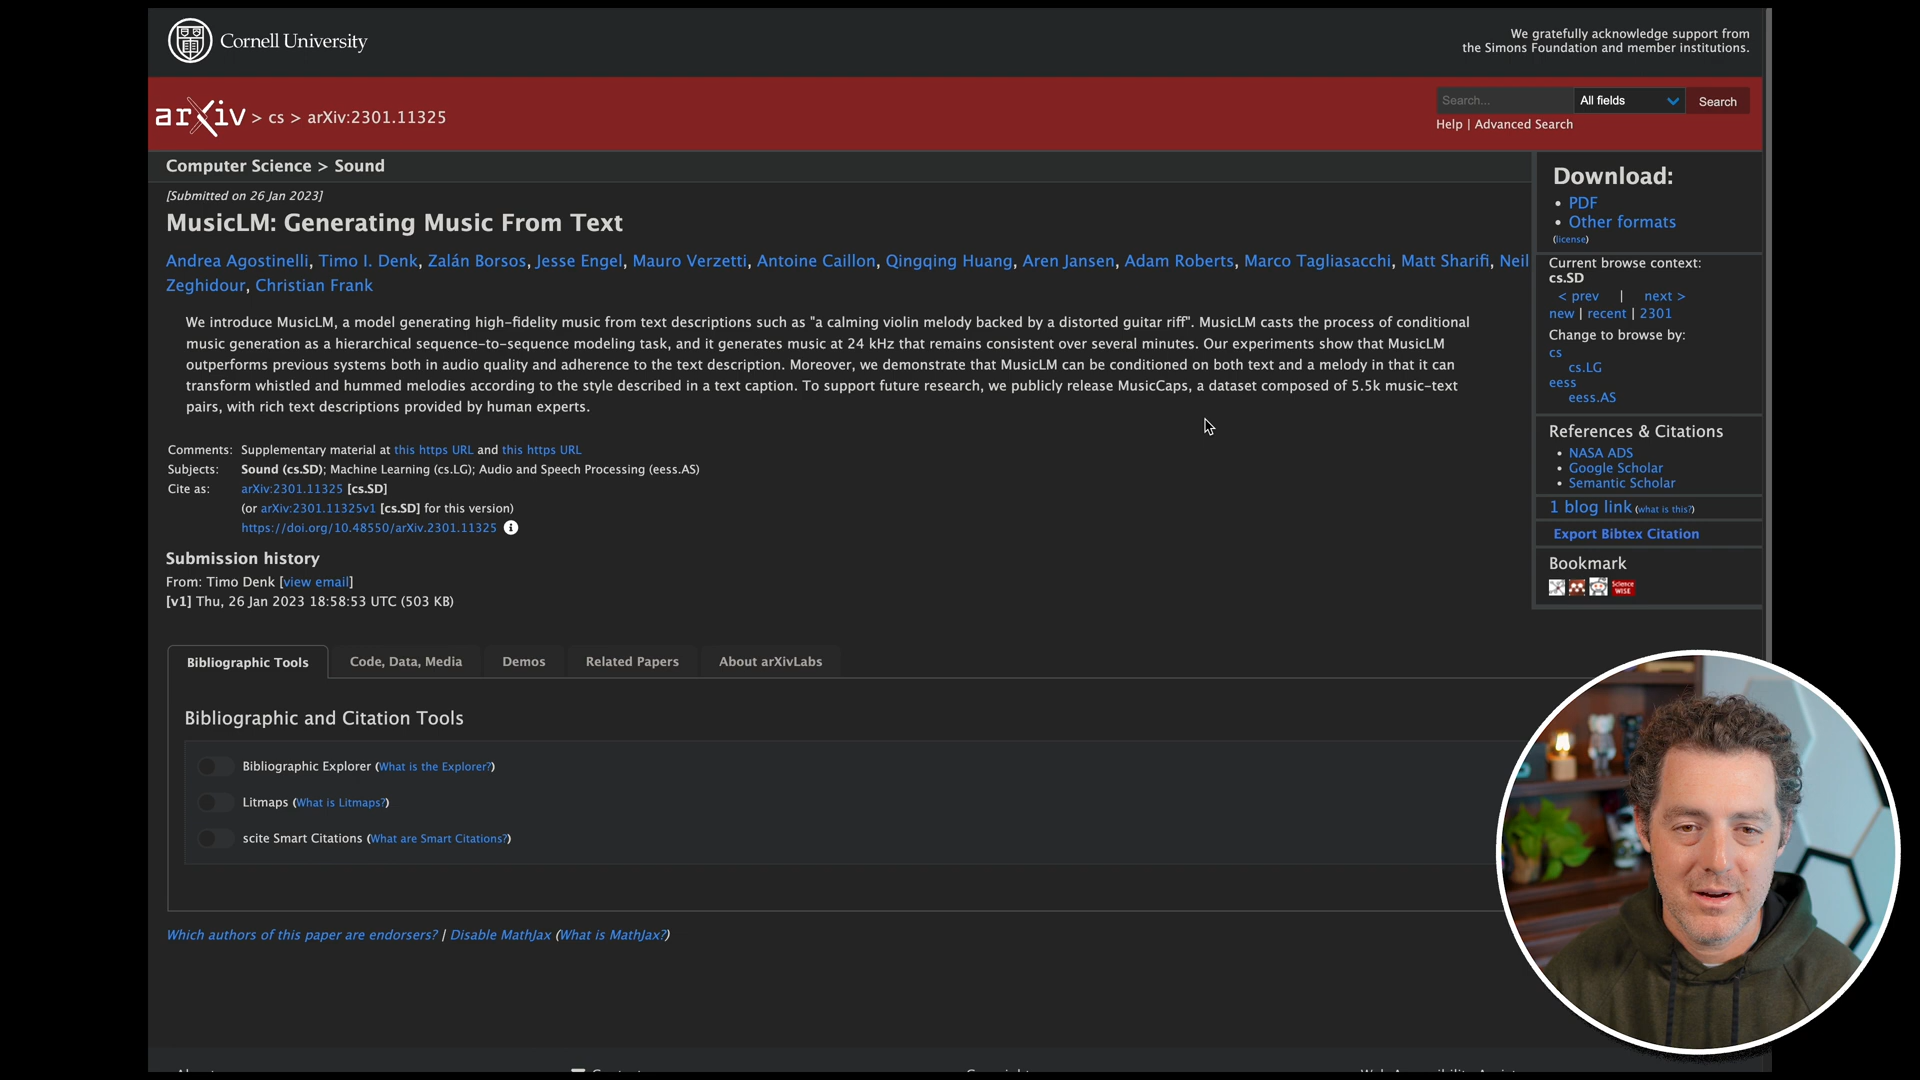 Cornell University
We gratefully acknowledge support from
the Simons Foundation and member institutions.
arXiv > cs > arXiv:2301.11325
Search...
All fields
Search
Help | Advanced Search
Computer Science > Sound
[Submitted on 26 Jan 2023]
MusicLM: Generating Music From Text
Andrea Agostinelli, Timo I. Denk, Zalán Borsos, Jesse Engel, Mauro Verzetti, Antoine Caillon, Qingqing Huang, Aren Jansen, Adam Roberts, Marco Tagliasacchi, Matt Sharifi, Neil
Zeghidour, Christian Frank
We introduce MusicLM, a model generating high-fidelity music from text descriptions such as "a calming violin melody backed by a distorted guitar riff". MusicLM casts the process of conditional
music generation as a hierarchical sequence-to-sequence modeling task, and it generates music at 24 kHz that remains consistent over several minutes. Our experiments show that MusicLM
outperforms previous systems both in audio quality and adherence to the text description. Moreover, we demonstrate that MusicLM can be conditioned on both text and a melody in that it can
transform whistled and hummed melodies according to the style described in a text caption. To support future research, we publicly release MusicCaps, a dataset composed of 5.5k music-text
pairs, with rich text descriptions provided by human experts.
Comments: Supplementary material at this https URL and this https URL
Subjects: Sound (cs.SD); Machine Learning (cs.LG); Audio and Speech Processing (eess.AS)
Cite as: arXiv:2301.11325 [cs.SD]
(or arXiv:2301.11325v1 [cs.SD] for this version)
https://doi.org/10.48550/arXiv.2301.11325
Submission history
From: Timo Denk [view email]
[v1] Thu, 26 Jan 2023 18:58:53 UTC (503 KB)
Download:
PDF
Other formats
(license)
Current browse context:
cs.SD
< prev | next >
new | recent | 2301
Change to browse by:
cs
cs.LG
eess
eess.AS
References & Citations
NASA ADS
Google Scholar
Semantic Scholar
1 blog link (what is this?)
Export Bibtex Citation
Bookmark
Science
WISE
Bibliographic Tools
Code, Data, Media
Demos
Related Papers
About arXivLabs
Bibliographic and Citation Tools
Bibliographic Explorer (What is the Explorer?)
Litmaps (What is Litmaps?)
scite Smart Citations (What are Smart Citations?)
Which authors of this paper are endorsers? | Disable MathJax (What is MathJax?)